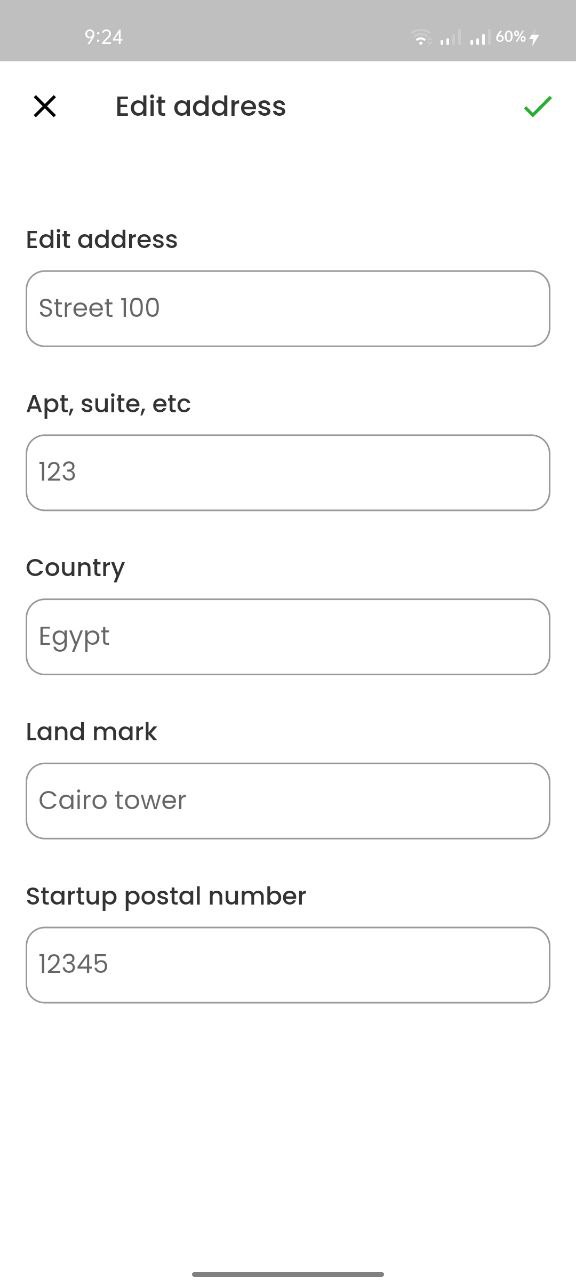 9:24
60%
Edit address
Edit address
Street 100
Apt, suite, etc
123
Country
Egypt
Land mark
Cairo tower
Startup postal number
12345